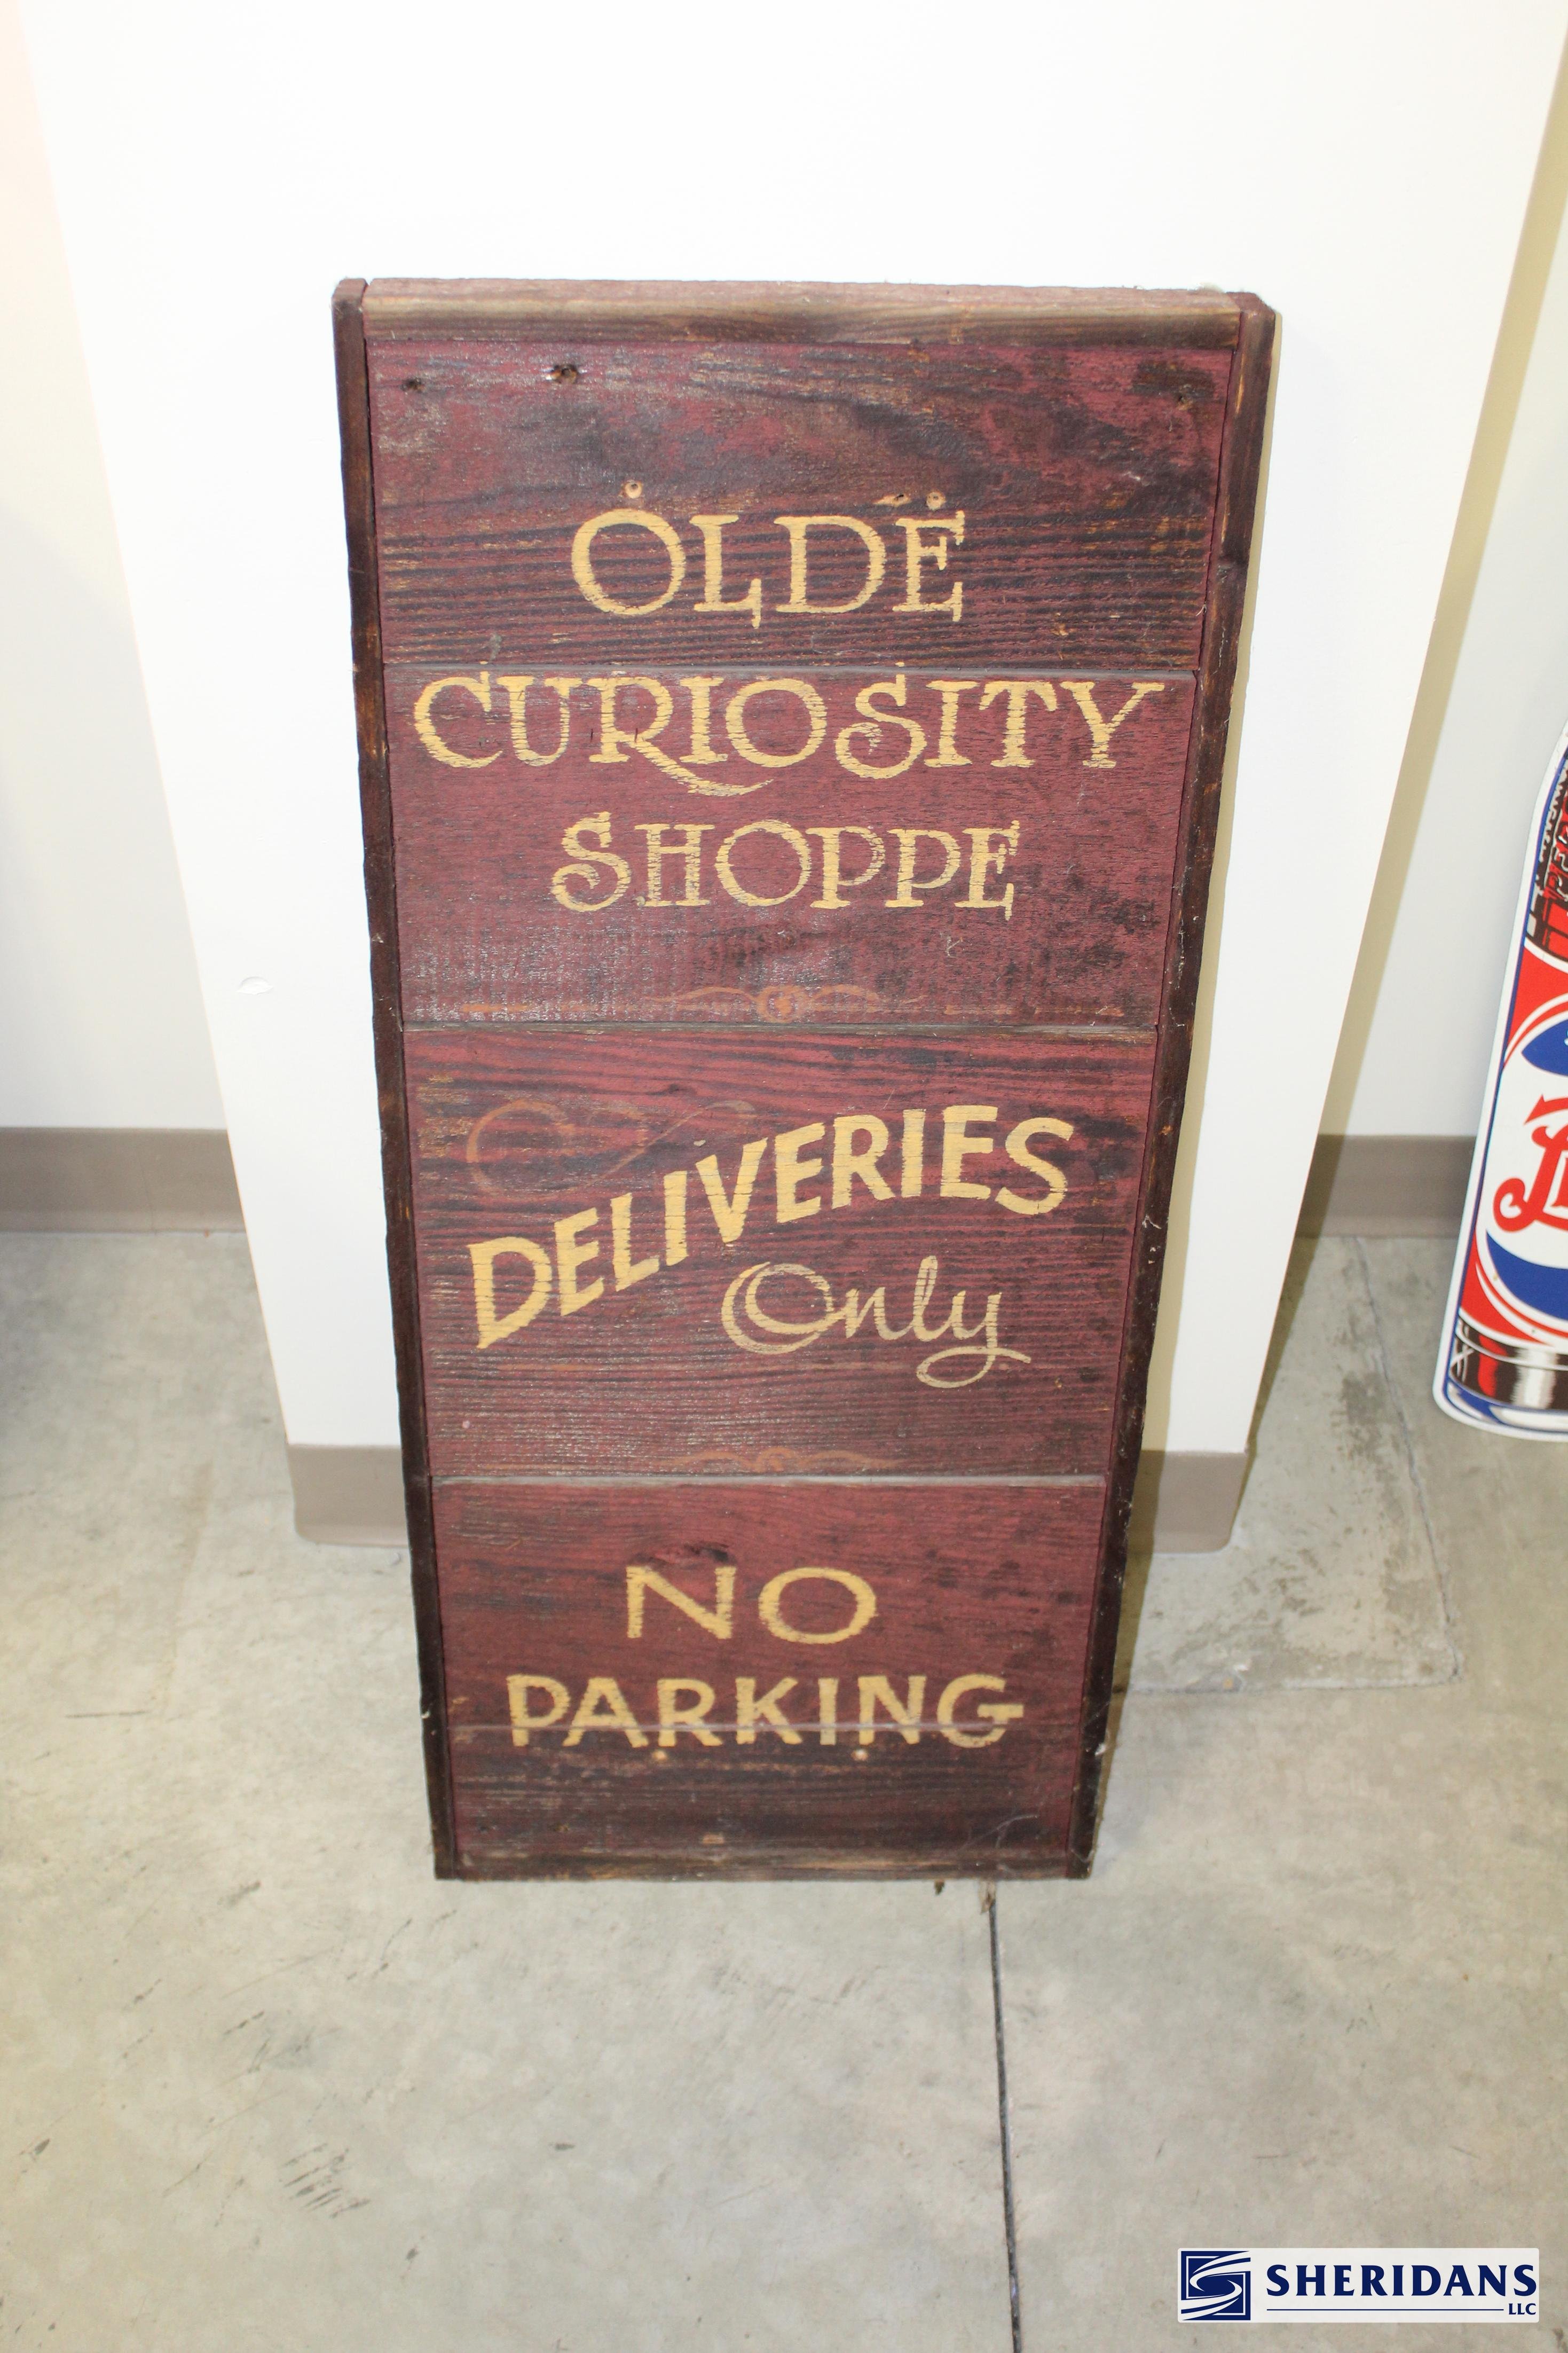 OLDE
CURIOSITY
SHOPPE
DELIVERIES
Only
NO
PARKING
SHERIDANS
LLC